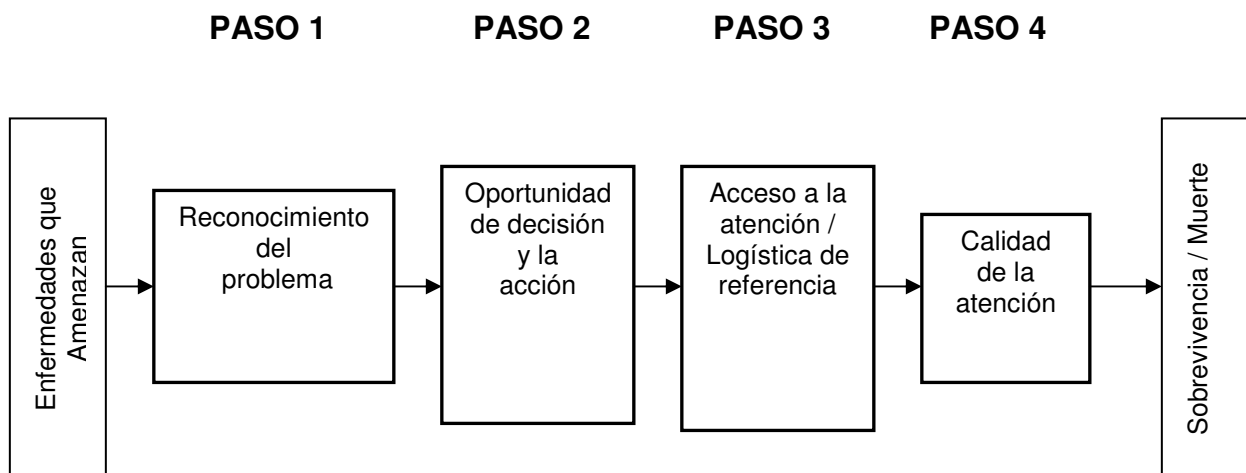 PASO 1
PASO 2
PASO 3
PASO 4
Enfermedades que
Amenazan
Reconocimiento
del
problema
Oportunidad
de decisión
y la
acción
Acceso a la
atención /
Logística de
referencia
Calidad
de la
atención
Sobrevivencia / Muerte